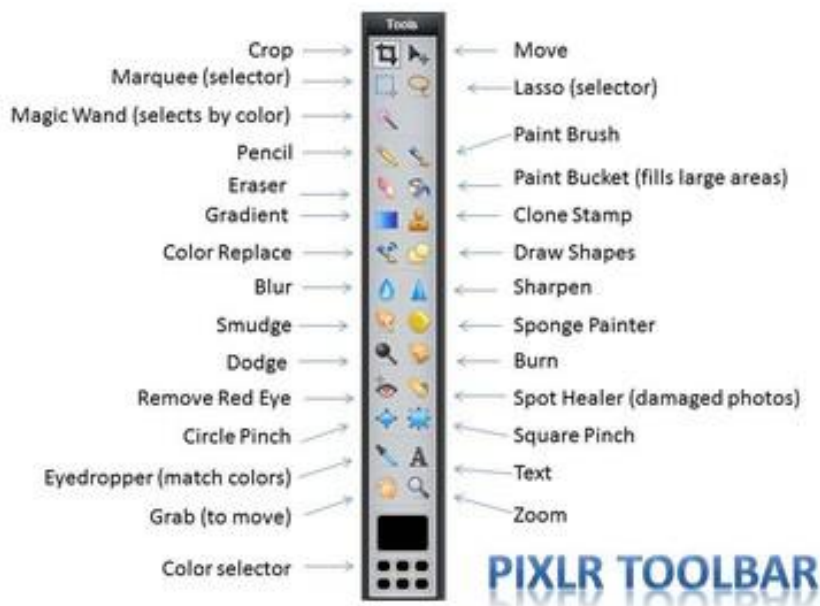 Tools
Crop
Move
Marquee (selector)
Lasso (selector)
Magic Wand (selects by color)
Paint Brush
Pencil
Eraser
Paint Bucket (fills large areas)
Gradient
Clone Stamp
Color Replace
Draw Shapes
Blur
Sharpen
Smudge
Sponge Painter
Dodge
Burn
Remove Red Eye
Spot Healer (damaged photos)
Circle Pinch
Square Pinch
Eyedropper (match colors)
A
Text
Grab (to move)
Zoom
Color selector
PIXLR TOOLBAR